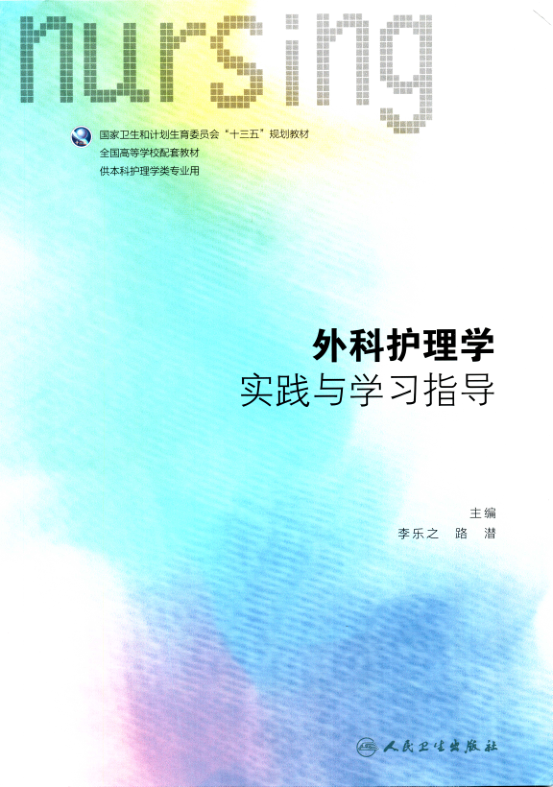 nursing
国家卫生和计划生育委员会“十三五”规划教材
全国高等学校配套教材
供本科护理学类专业用
外科护理学
实践与学习指导
主编
李乐之 路 潜
人民卫生出版社